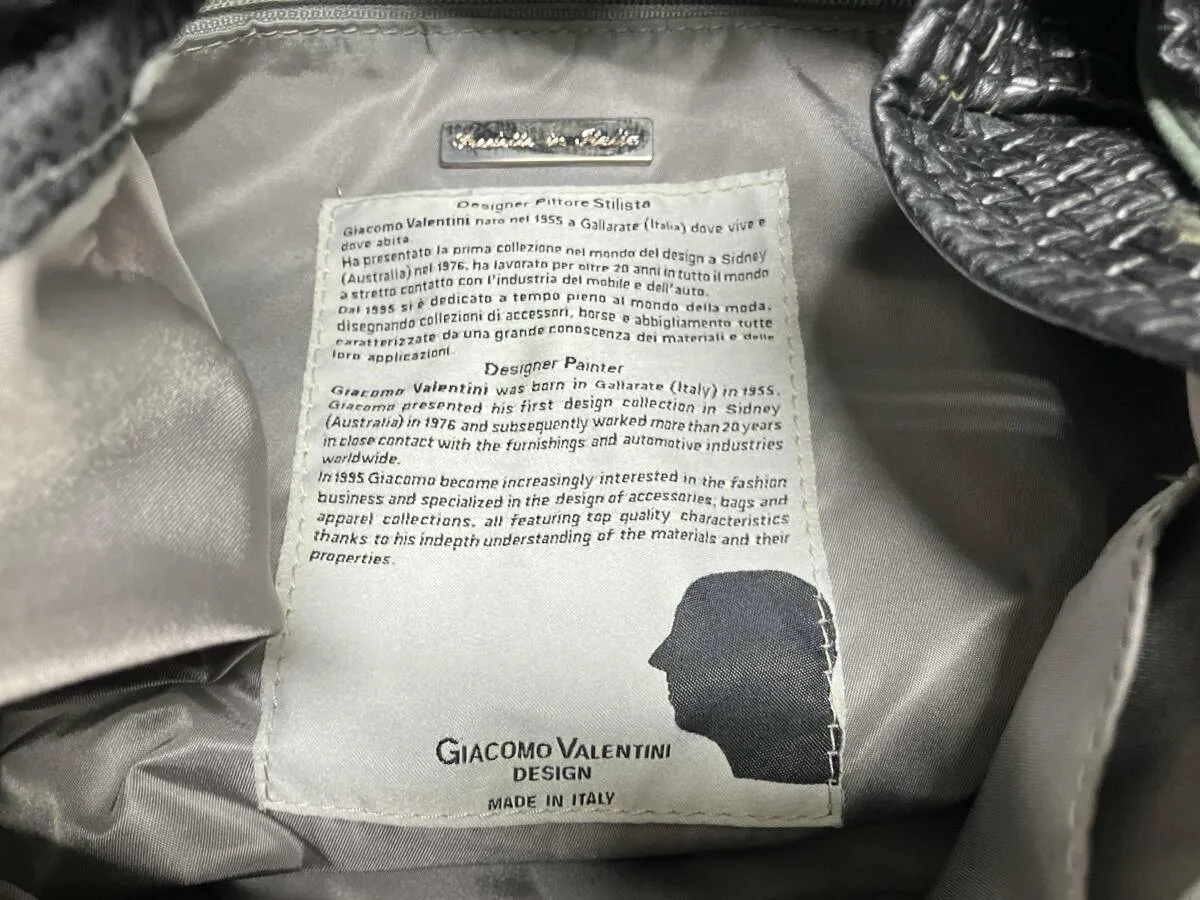 in Italia
Designer Pittore Stilista
Giacomo Valentini nato nel 1955 a Gallarate (Italia) dove vive e
dove abita.
Ha presentato la prima collezione nel mondo del design a Sidney
(Australia) nel 1976, ha lavorato per oltre 20 anni in tutto il mondo
a stretto contatto con l'industria del mobile e dell'auto.
Dal 1995 si è dedicato a tempo pieno al mondo della moda,
disegnando collezioni di accessori, borse e abbigliamento tutte
caratterizzate da una grande conoscenza dei materiali e delle
loro applicazioni.
Designer Painter
Giacomo Valentini was born in Gallarate (Italy) in 1955.
Giacomo presented his first design collection in Sidney
(Australia) in 1976 and subsequently worked more than 20 years
in close contact with the furnishings and automotive industries
worldwide.
In 1995 Giacomo become increasingly interested in the fashion
business and specialized in the design of accessories, bags and
apparel collections, all featuring top quality characteristics
thanks to his indepth understanding of the materials and their
properties.
GIACOMO VALENTINI
DESIGN
MADE IN ITALY